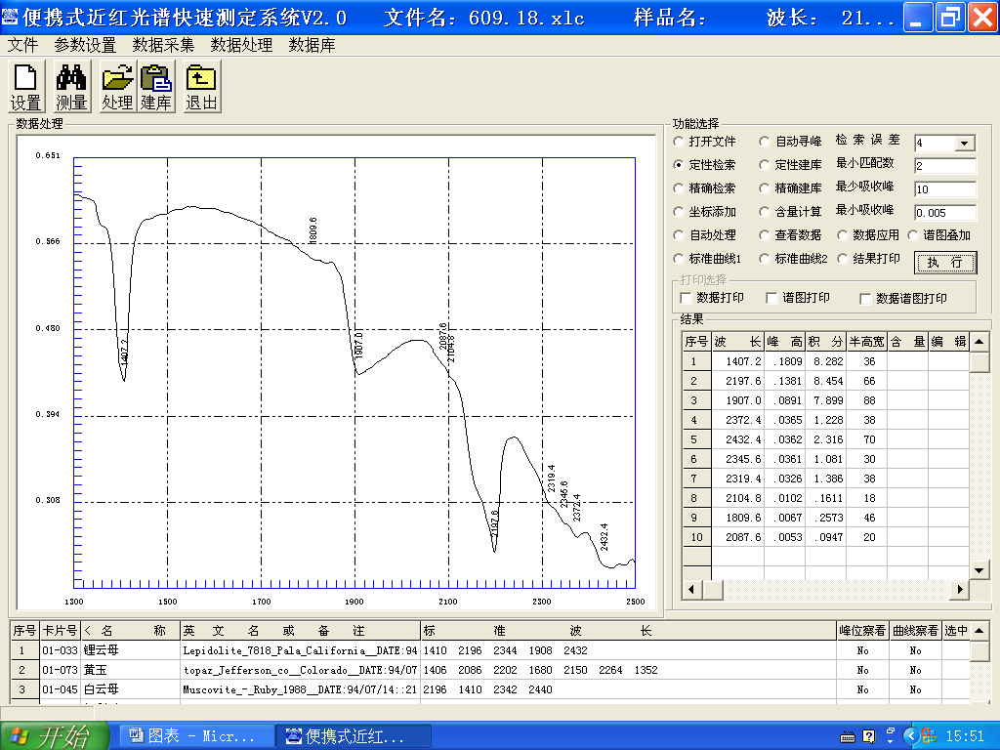 便携式近红光谱快速测定系统V2.0 文件名: 609.18.xlc 样品名: 波长: 21...
文件 参数设置 数据采集 数据处理 数据库
设置 测量 处理 建库 退出
数据处理
0.651
0.566
0.480
0.394
0.308
1300 1500 1700 1900 2100 2300 2500
1407.2
1809.6
1907.0
2087.6
2104.8
2197.6
2319.4
2345.6
2372.4
2432.4
功能选择
打开文件 自动寻峰 检 索 误 差 4
定性检索 定性建库 最小匹配数 2
精确检索 精确建库 最少吸收峰 10
坐标添加 含量计算 最小吸收峰 0.005
自动处理 查看数据 数据应用 谱图叠加
标准曲线1 标准曲线2 结果打印 执 行
打印选择
数据打印 谱图打印 数据谱图打印
结果
序号 波 长 峰 高 积 分 半高宽 含 量 编 辑
1 1407.2 .1809 8.282 36
2 2197.6 .1381 8.454 66
3 1907.0 .0891 7.899 88
4 2372.4 .0365 1.228 38
5 2432.4 .0362 2.316 70
6 2345.6 .0361 1.081 30
7 2319.4 .0326 1.386 38
8 2104.8 .0102 .1611 18
9 1809.6 .0067 .2573 46
10 2087.6 .0053 .0947 20
序号 卡片号 < 名 称 英 文 名 或 备 注 标 准 波 长 峰位察看 曲线察看 选中
1 01-033 锂云母 Lepidolite_7818_Pala_California__DATE:94 1410 2196 2344 1908 2432 No No
2 01-073 黄玉 topaz_Jefferson_co__Colorado__DATE:94/07 1406 2086 2202 1680 2150 2264 1352 No No
3 01-045 白云母 Muscovite_-_Ruby_1988__DATE:94/07/14::21 2196 1410 2342 2440 No No
开始 图表 - Micr... 便携式近红... 15:51